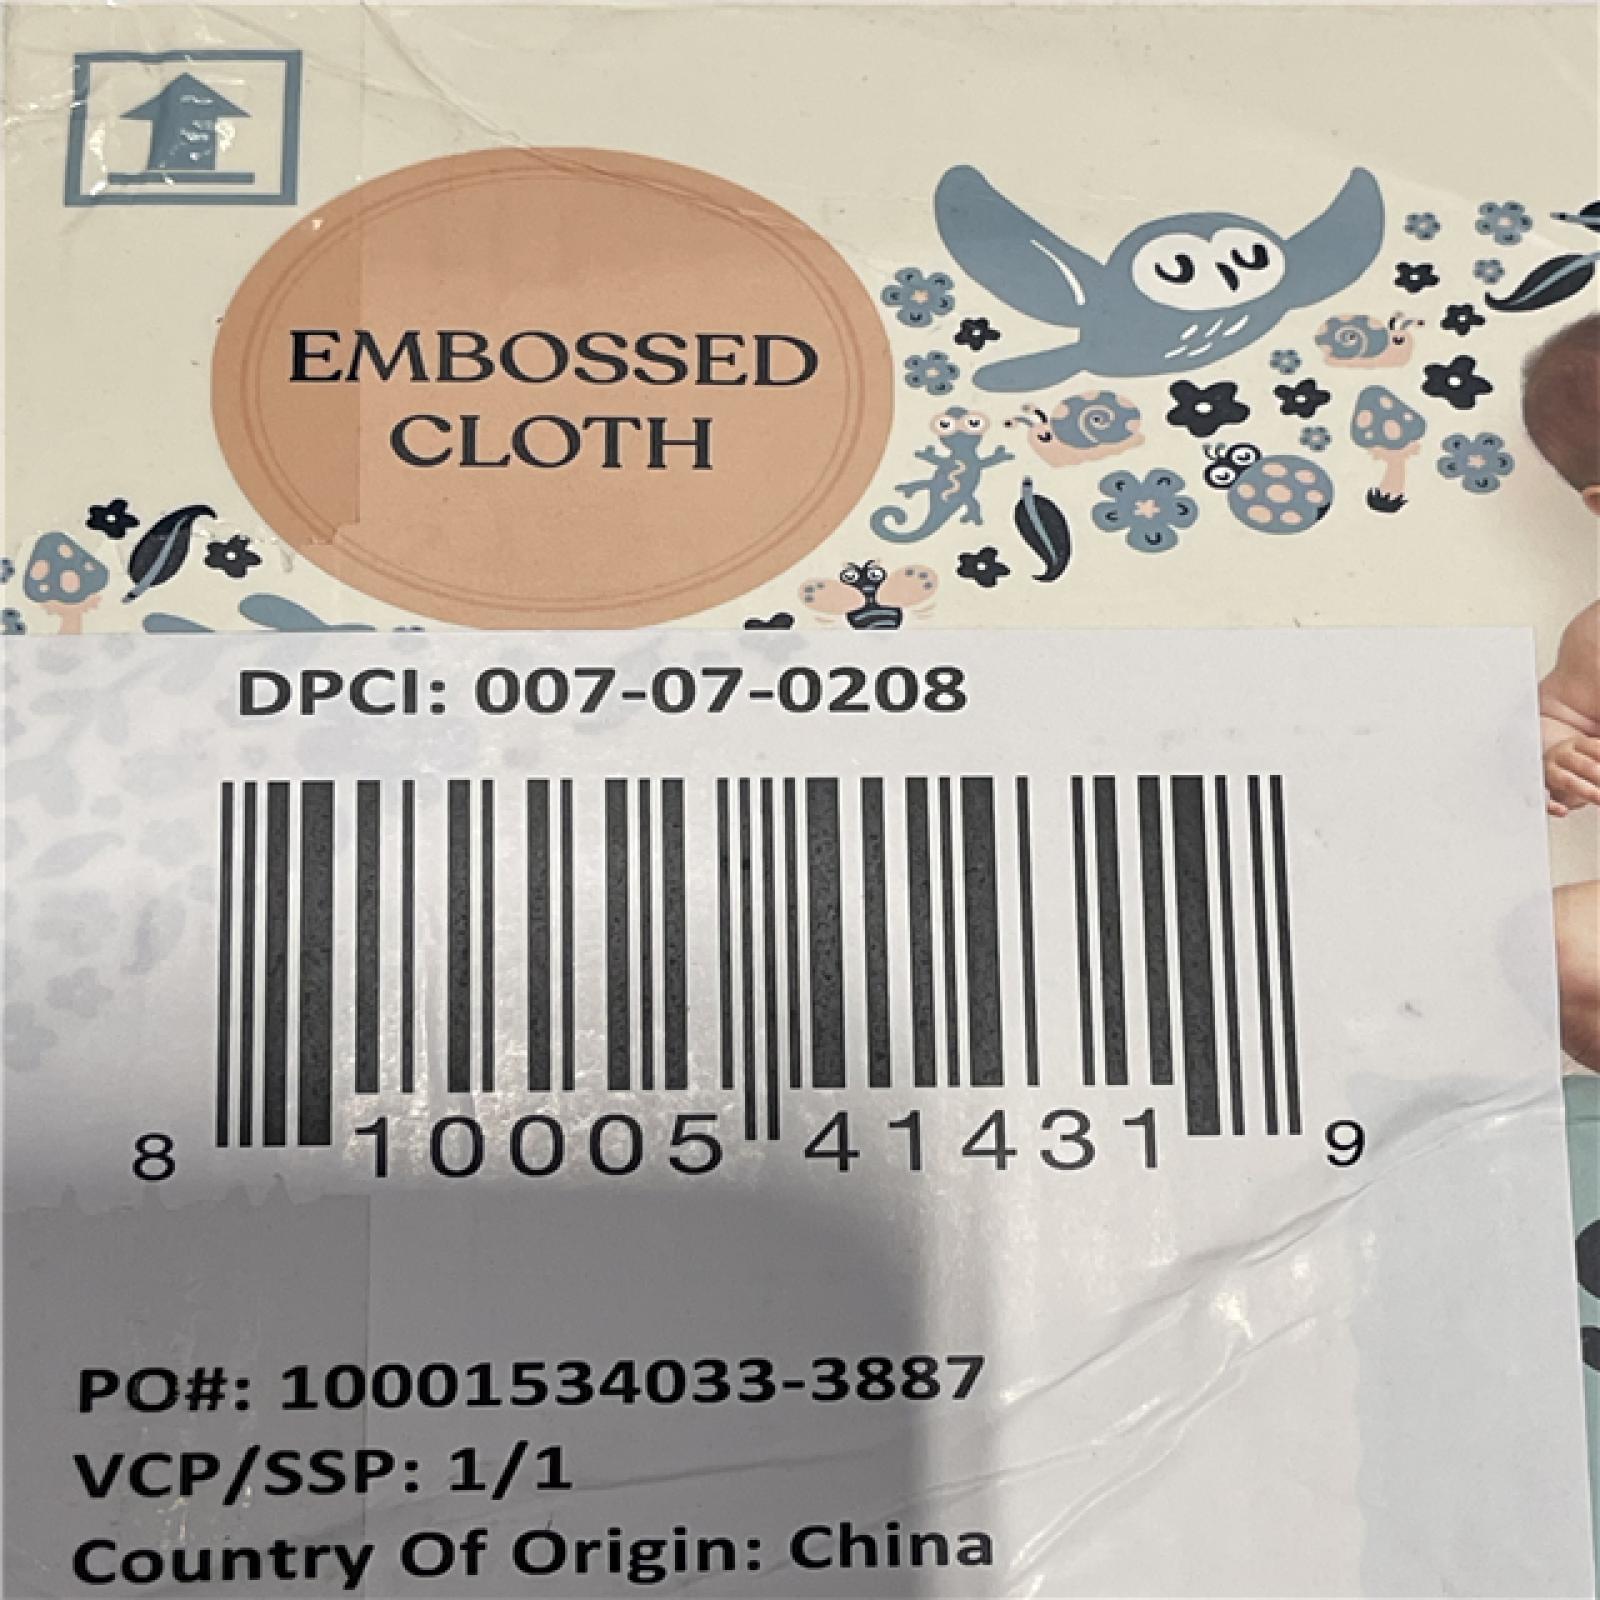 EMBOSSED
CLOTH
DPCI: 007-07-0208
8 10005 41431 9
PO#: 10001534033-3887
VCP/SSP: 1/1
Country Of Origin: China